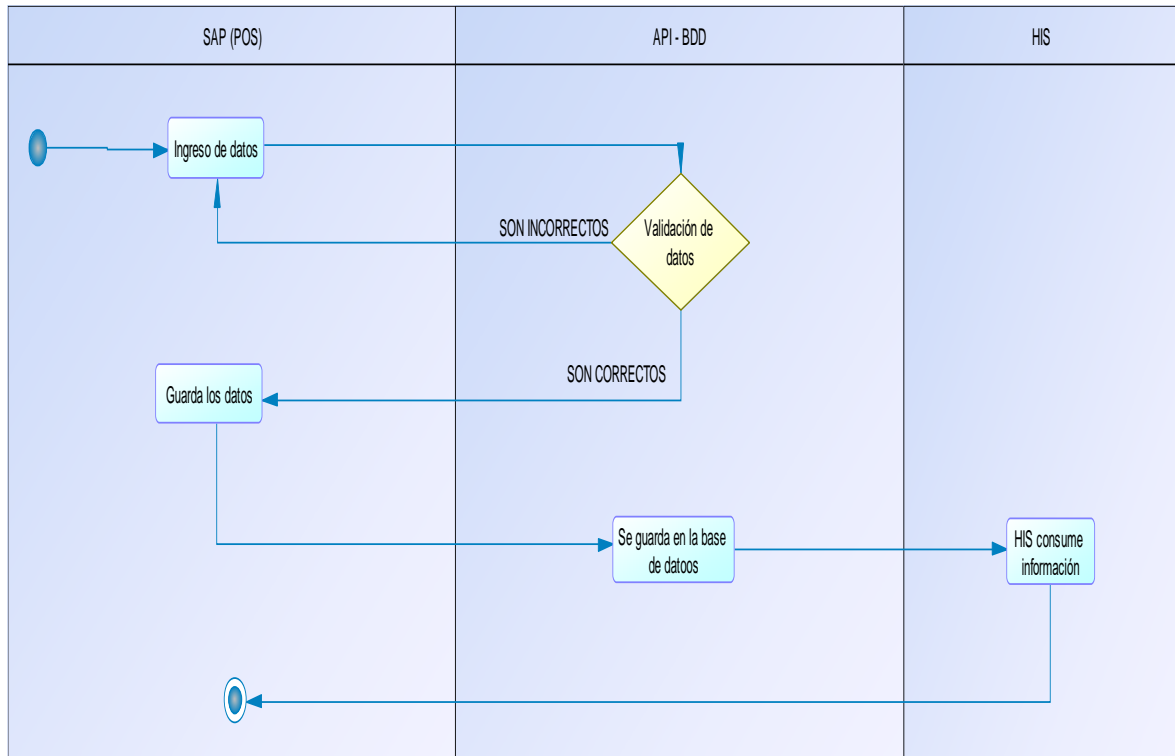 SAP (POS)
API - BDD
HIS
Ingreso de datos
Validación de
datos
SON INCORRECTOS
SON CORRECTOS
Guarda los datos
Se guarda en la base
de datoos
HIS consume
información